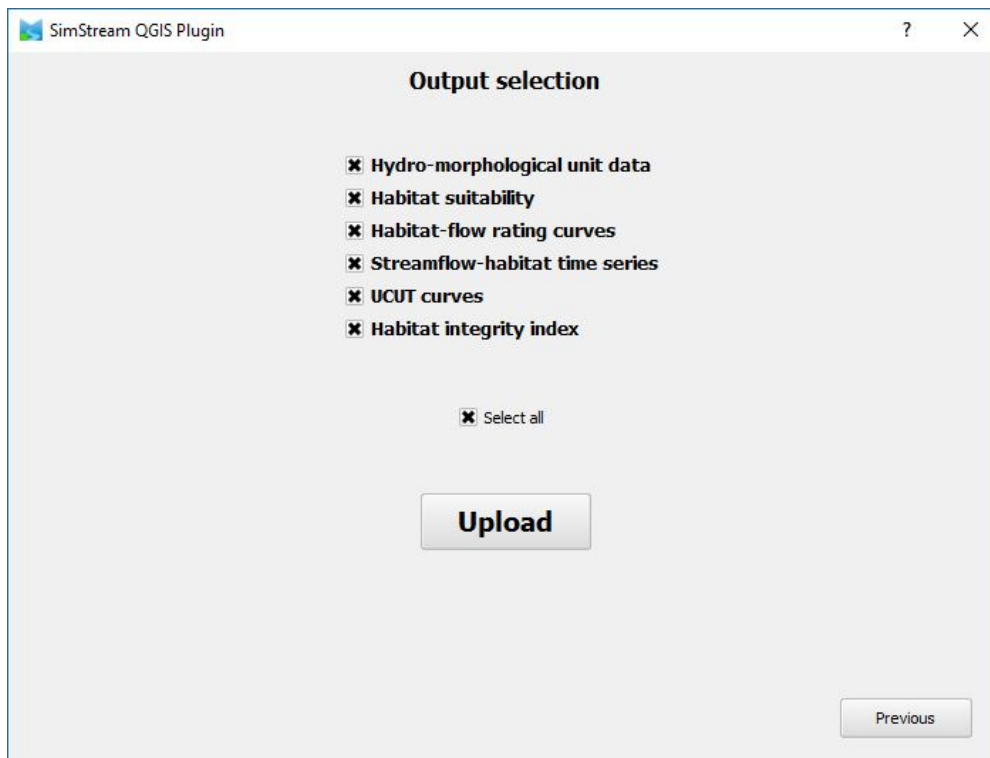 SimStream QGIS Plugin
?
Output selection
Hydro-morphological unit data
Habitat suitability
Habitat-flow rating curves
Streamflow-habitat time series
UCUT curves
Habitat integrity index
Select all
Upload
Previous